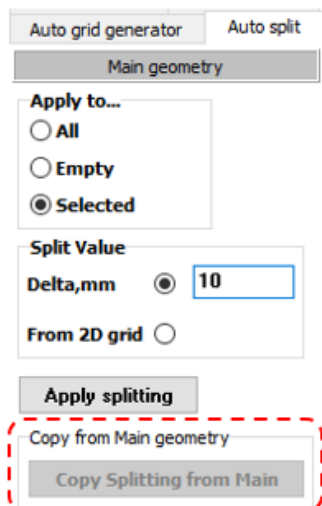 Auto grid generator Auto split
Main geometry
Apply to...
All
Empty
Selected
Split Value
Delta,mm 10
From 2D grid
Apply splitting
Copy from Main geometry
Copy Splitting from Main